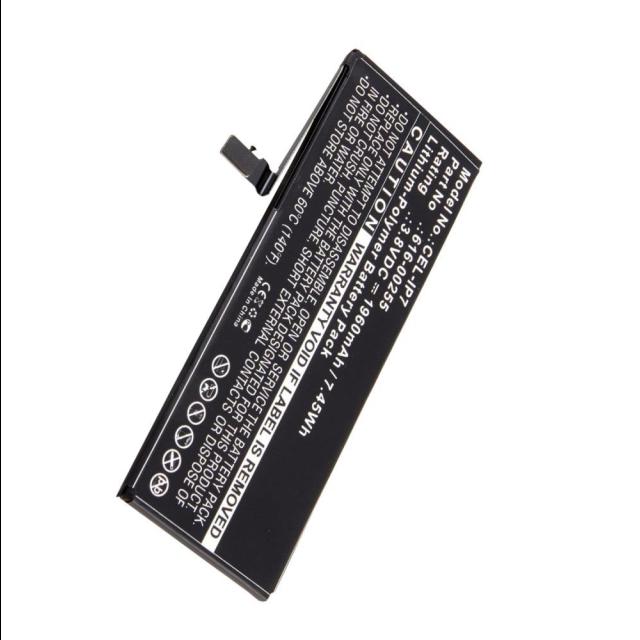 Model No.: CEL-IP7
Part No : 616-00255
Rating : 3.8VDC ⎓ 1960mAh / 7.45Wh
Lithium-Polymer Battery Pack
CAUTION WARRANTY VOID IF LABEL IS REMOVED
•DO NOT ATTEMPT TO DISASSEMBLE, OPEN OR SERVICE THE BATTERY PACK.
•REPLACE ONLY WITH THE BATTERY PACK DESIGNATED FOR THIS PRODUCT.
•DO NOT CRUSH, PUNCTURE, SHORT EXTERNAL CONTACTS OR DISPOSE OF
IN FIRE OR WATER.
•DO NOT STORE ABOVE 60°C (140°F).
CE
Made in China